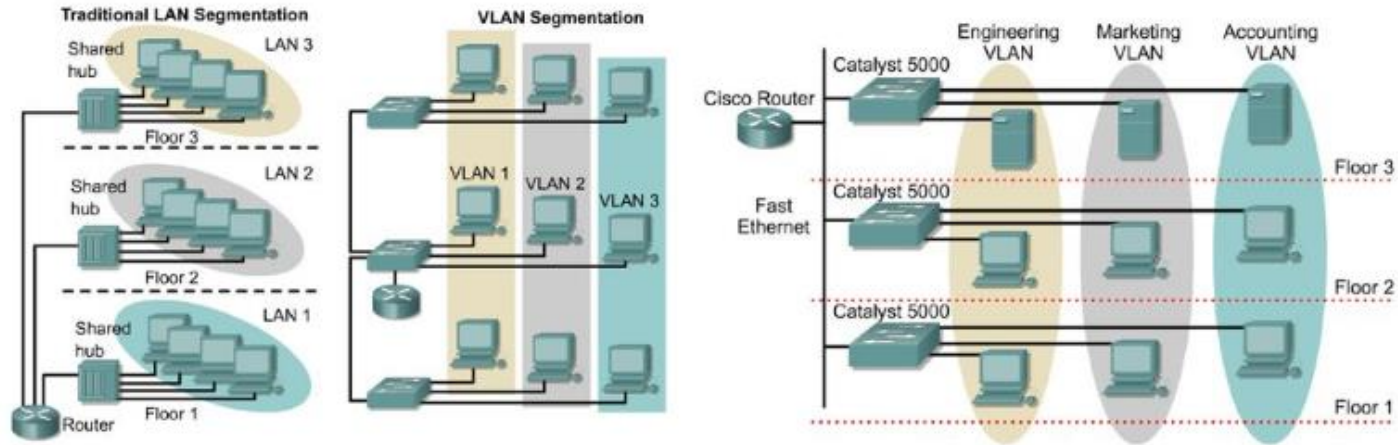 Traditional LAN Segmentation
LAN 3
Shared
hub
Floor 3
LAN 2
Shared
hub
Floor 2
LAN 1
Shared
hub
Floor 1
Router
VLAN Segmentation
VLAN 1
VLAN 2
VLAN 3
Engineering
VLAN
Marketing
VLAN
Accounting
VLAN
Catalyst 5000
Cisco Router
Floor 3
Catalyst 5000
Fast
Ethernet
Floor 2
Catalyst 5000
Floor 1